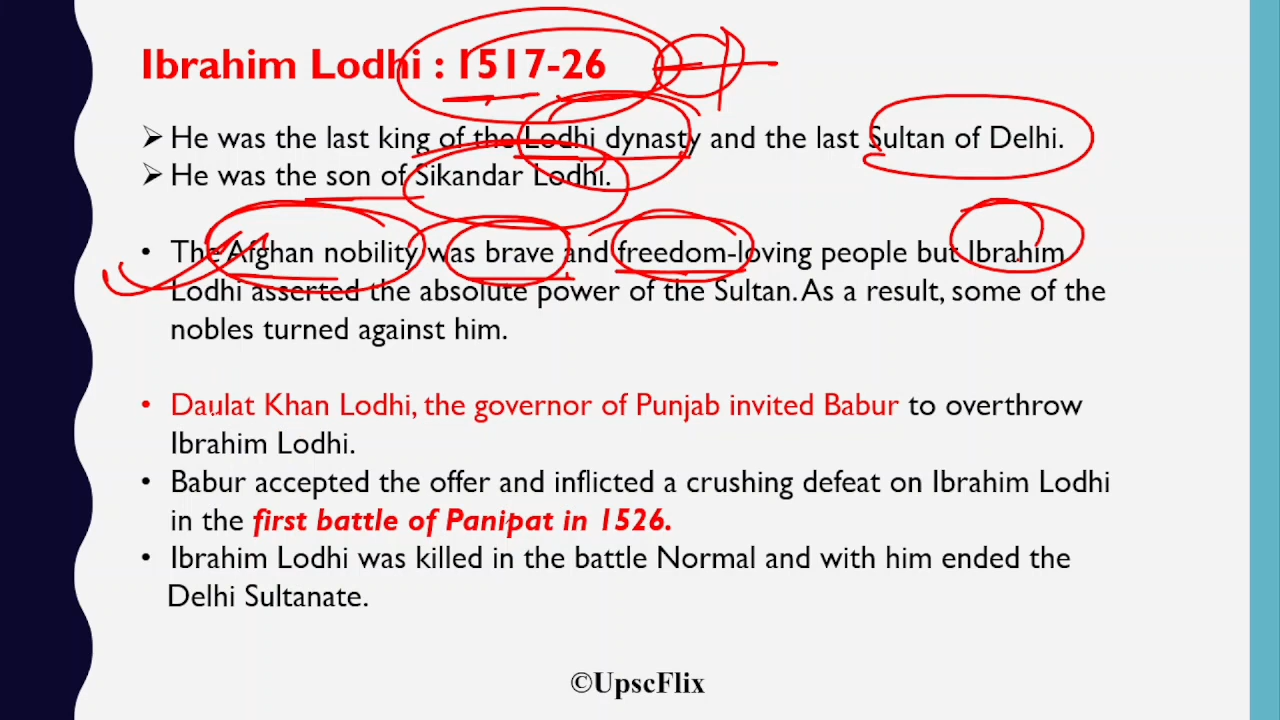 Ibrahim Lodhi : 1517-26
➢ He was the last king of the Lodhi dynasty and the last Sultan of Delhi.
➢ He was the son of Sikandar Lodhi.
• The Afghan nobility was brave and freedom-loving people but Ibrahim
Lodhi asserted the absolute power of the Sultan. As a result, some of the
nobles turned against him.
• Daulat Khan Lodhi, the governor of Punjab invited Babur to overthrow
Ibrahim Lodhi.
• Babur accepted the offer and inflicted a crushing defeat on Ibrahim Lodhi
in the first battle of Panipat in 1526.
• Ibrahim Lodhi was killed in the battle Normal and with him ended the
Delhi Sultanate.
©UpscFlix